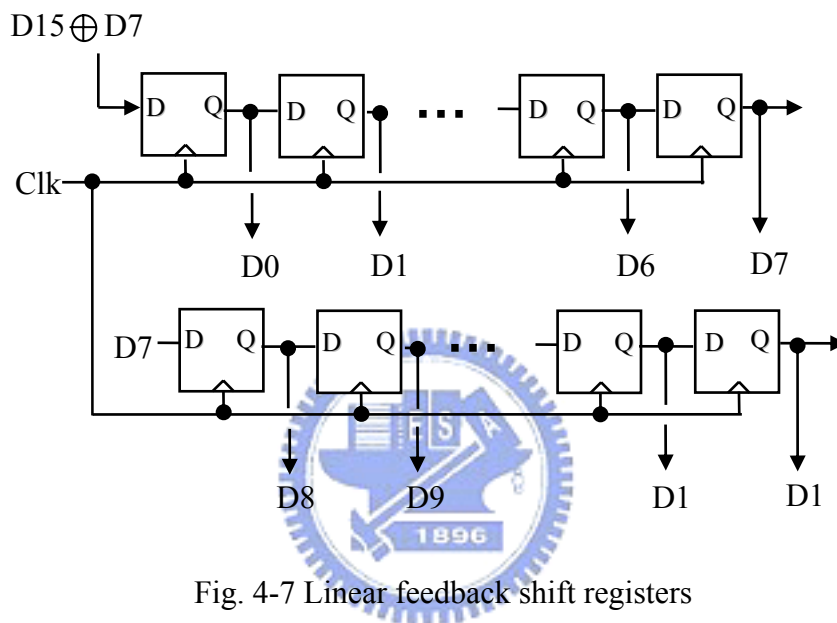 D15⊕D7
D Q D Q ... D Q D Q
Clk
D0 D1 D6 D7
D7 D Q D Q ... D Q D Q
E S A
D8 D9 D1 D1
1896
Fig. 4-7 Linear feedback shift registers